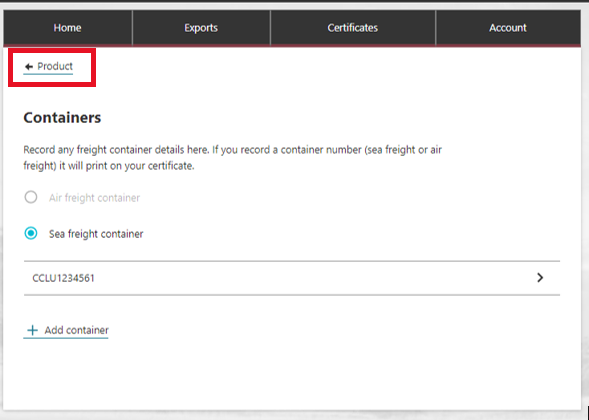 Home Exports Certificates Account
Product
Containers
Record any freight container details here. If you record a container number (sea freight or air
freight) it will print on your certificate.
Air freight container
Sea freight container
CCLU1234561
Add container